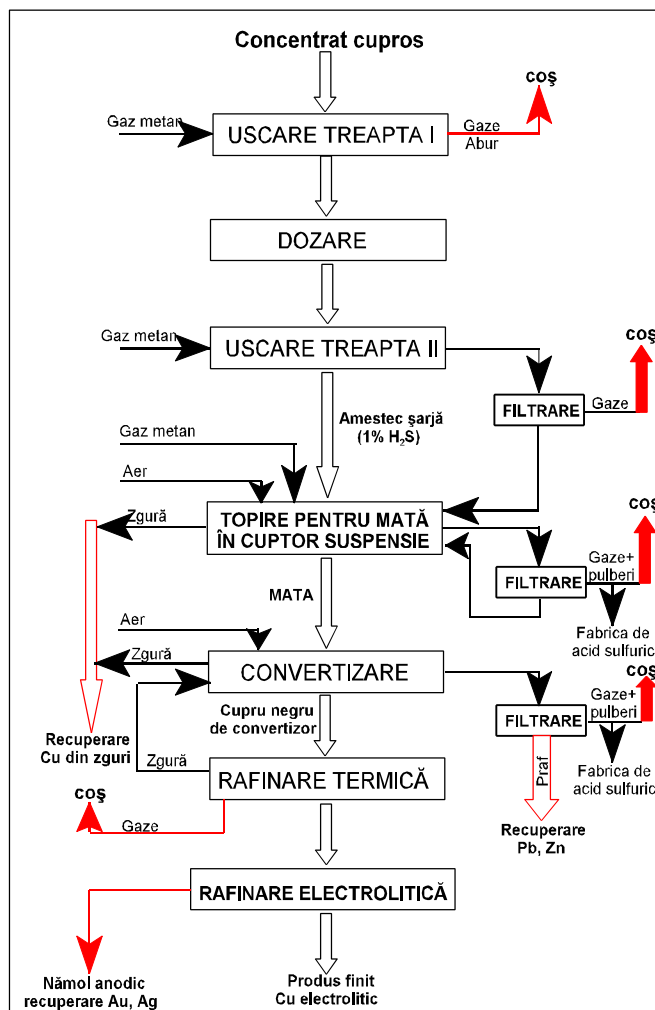 Concentrat cupros
coş
Gaz metan
USCARE TREAPTA I
Gaze
Abur
DOZARE
Gaz metan
USCARE TREAPTA II
coş
FILTRARE
Gaze
Amestec şarjă
(1% H₂S)
Gaz metan
Aer
Zgură
TOPIRE PENTRU MATĂ
ÎN CUPTOR SUSPENSIE
coş
FILTRARE
Gaze+
pulberi
Fabrica de
acid sulfuric
MATA
Aer
Zgură
CONVERTIZARE
coş
Gaze+
pulberi
FILTRARE
Fabrica de
acid sulfuric
Cupru negru
de convertizor
Recuperare
Cu din zguri
Zgură
Praf
RAFINARE TERMICĂ
coş
Gaze
Recuperare
Pb, Zn
RAFINARE ELECTROLITICĂ
Nămol anodic
recuperare Au, Ag
Produs finit
Cu electrolitic